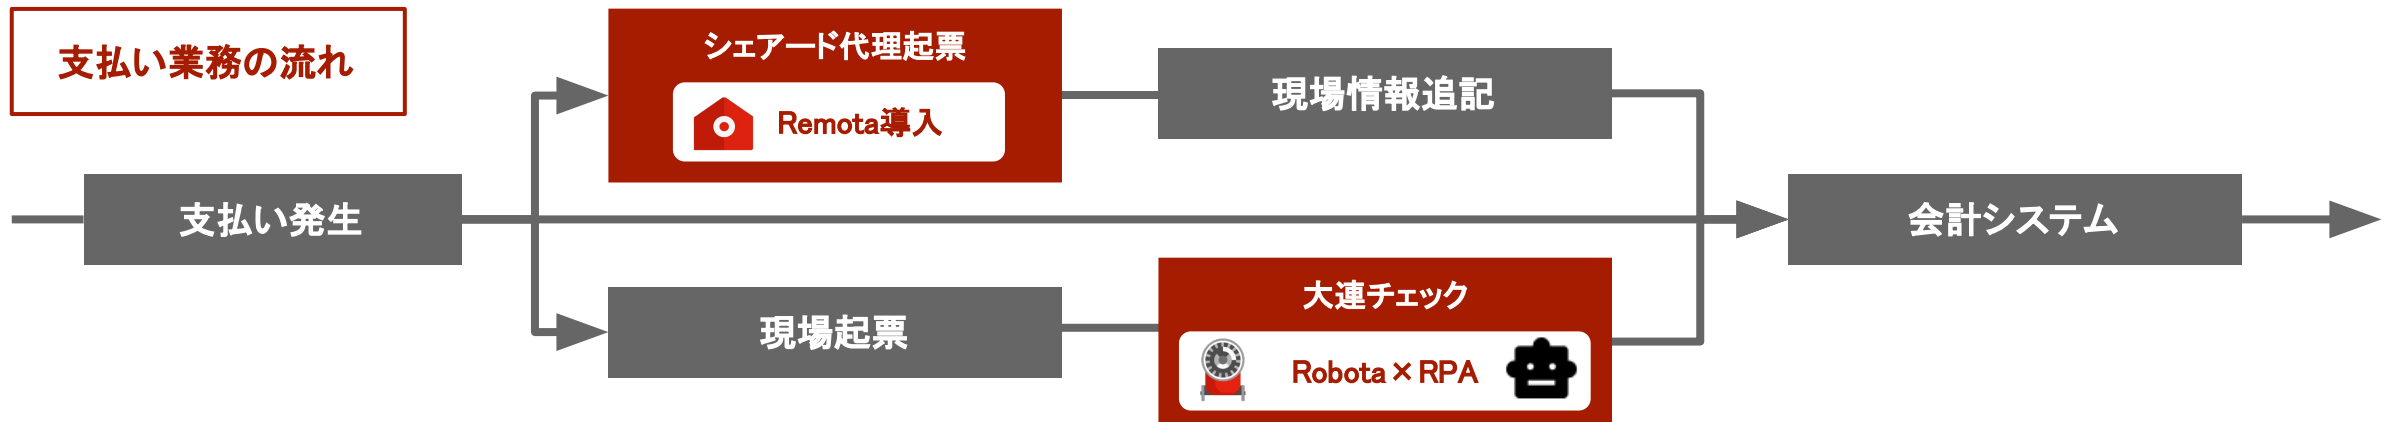 支払い業務の流れ
支払い発生
シェアード代理起票
Remota導入
現場情報追記
現場起票
大連チェック
Robota×RPA
会計システム